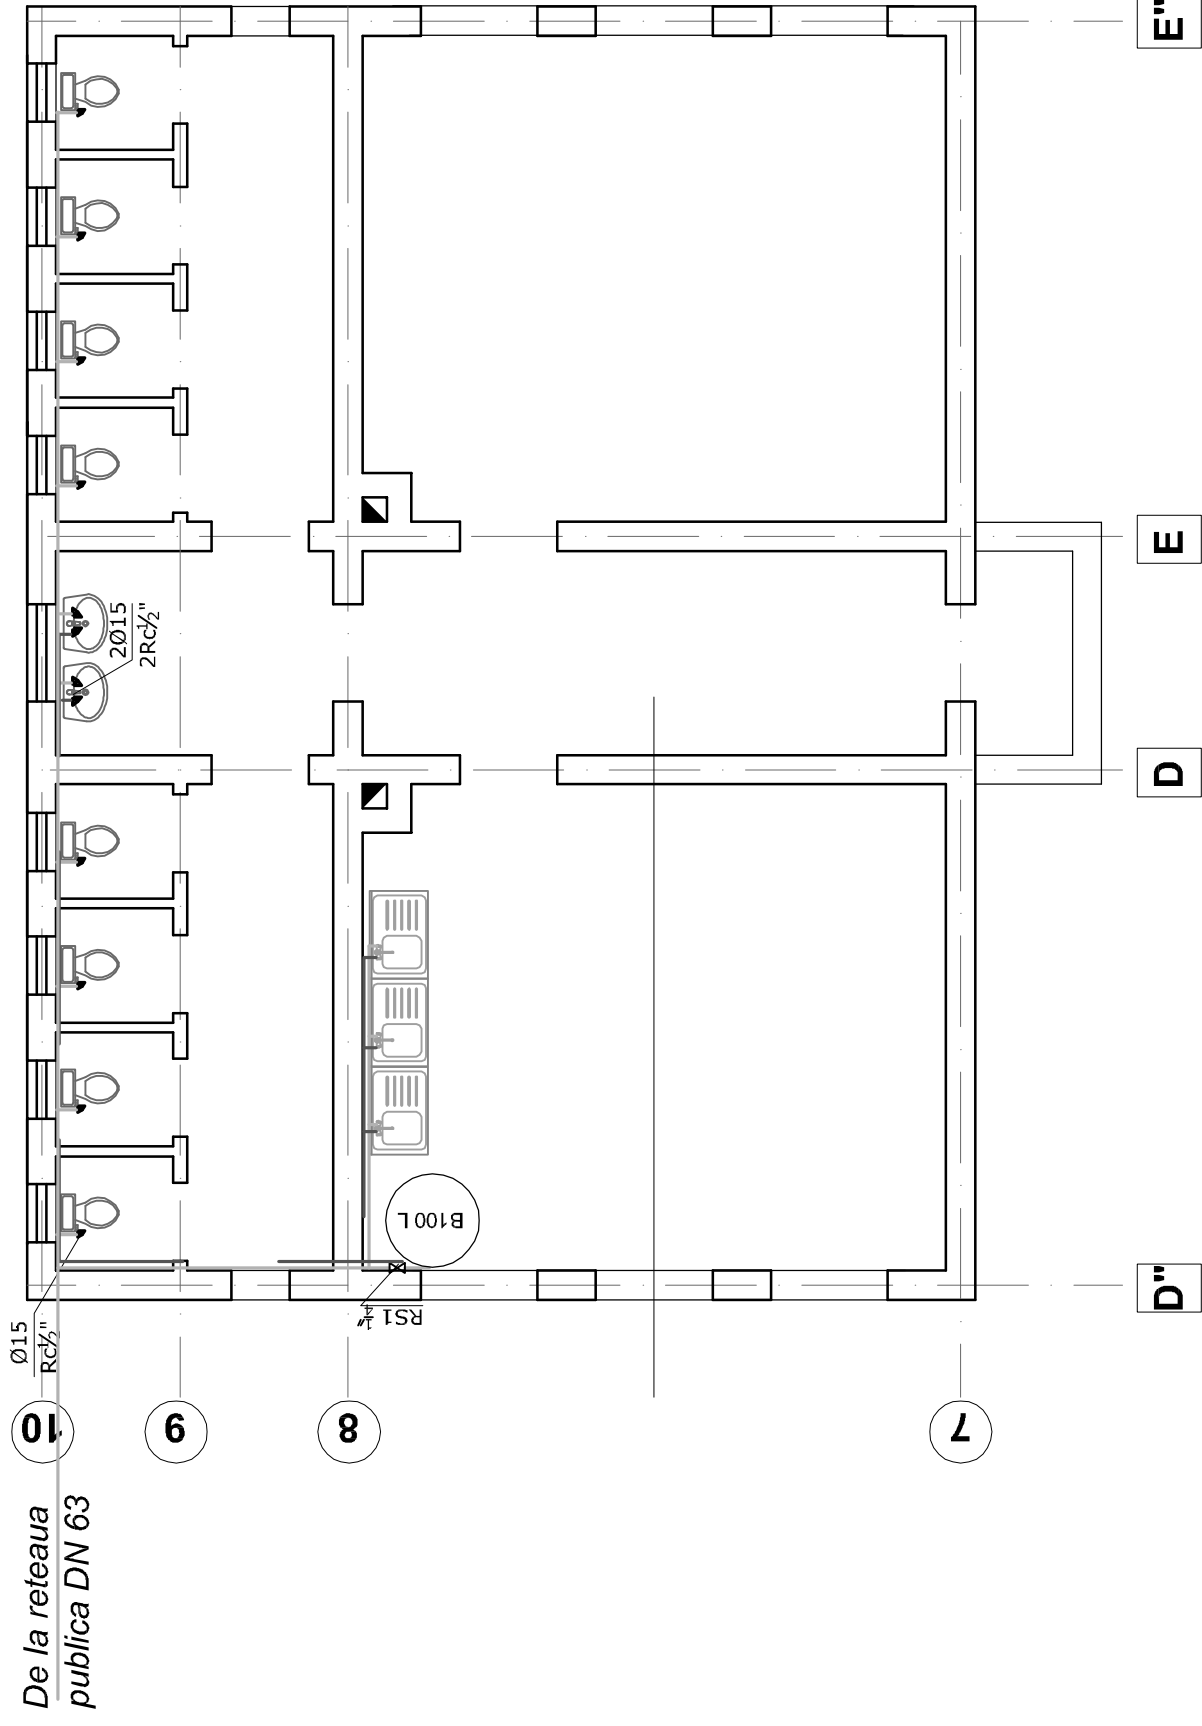 De la reteaua
publica DN 63
10
9
8
7
Ø15
Rc½"
2Ø15
2Rc½"
RS1 ¼"
B100 L
E"
E
D
D"